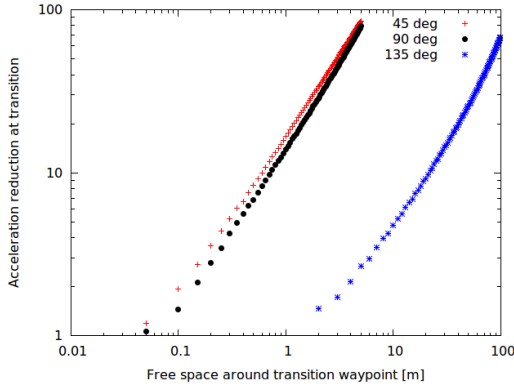 100
45 deg
90 deg
135 deg
Acceleration reduction at transition
10
1
0.01
0.1
1
10
100
Free space around transition waypoint [m]